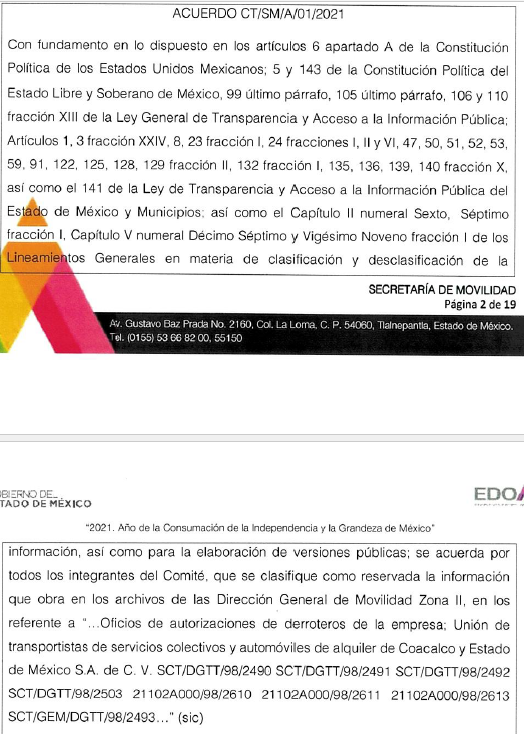 ACUERDO CT/SM/A/01/2021
Con fundamento en lo dispuesto en los artículos 6 apartado A de la Constitución
Política de los Estados Unidos Mexicanos; 5 y 143 de la Constitución Política del
Estado Libre y Soberano de México, 99 último párrafo, 105 último párrafo, 106 y 110
fracción XIII de la Ley General de Transparencia y Acceso a la Información Pública;
Artículos 1, 3 fracción XXIV, 8, 23 fracción I, 24 fracciones I, II y VI, 47, 50, 51, 52, 53,
59, 91, 122, 125, 128, 129 fracción II, 132 fracción I, 135, 136, 139, 140 fracción X,
así como el 141 de la Ley de Transparencia y Acceso a la Información Pública del
Estado de México y Municipios; así como el Capítulo II numeral Sexto, Séptimo
fracción I, Capítulo V numeral Décimo Séptimo y Vigésimo Noveno fracción I de los
Lineamientos Generales en materia de clasificación y desclasificación de la
SECRETARÍA DE MOVILIDAD
Página 2 de 19
Av. Gustavo Baz Prada No. 2160, Col. La Loma, C. P. 54060, Tlalnepantla, Estado de México.
Tel. (0155) 53 66 82 00, 55150
BIERNO DE
TADO DE MÉXICO
EDO
"2021. Año de la Consumación de la Independencia y la Grandeza de México"
información, así como para la elaboración de versiones públicas; se acuerda por
todos los integrantes del Comité, que se clasifique como reservada la información
que obra en los archivos de las Dirección General de Movilidad Zona II, en los
referente a "...Oficios de autorizaciones de derroteros de la empresa; Unión de
transportistas de servicios colectivos y automóviles de alquiler de Coacalco y Estado
de México S.A. de C. V. SCT/DGTT/98/2490 SCT/DGTT/98/2491 SCT/DGTT/98/2492
SCT/DGTT/98/2503 21102A000/98/2610 21102A000/98/2611 21102A000/98/2613
SCT/GEM/DGTT/98/2493..." (sic)